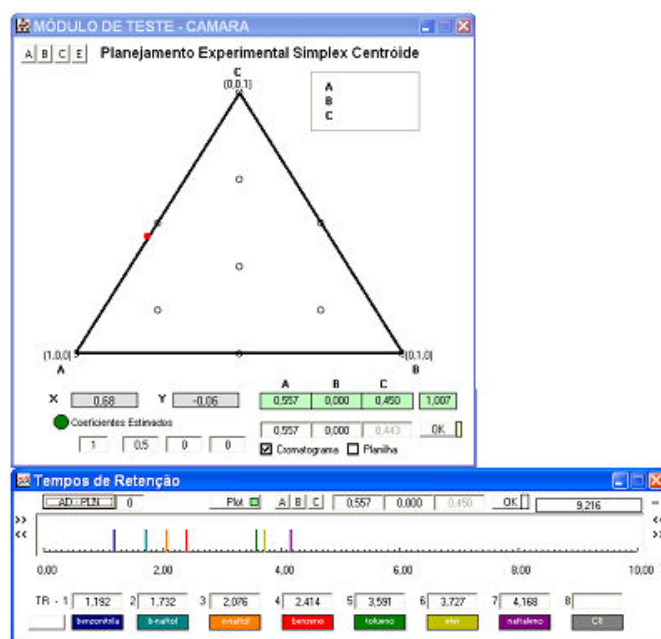 MÓDULO DE TESTE - CAMARA
A B C E Planejamento Experimental Simplex Centróide
C
(0,0,1)
A
B
C
(1,0,0)
A
(0,1,0)
B
A B C
X 0,68 Y -0,06 0,557 0,000 0,450 1,007
Coeficientes Estimados
0,557 0,000 0,443 OK
1 0,5 0 0
Cromatograma Planilha
Tempos de Retenção
0 Plot A B C 0,557 0,000 0,450 OK 9,216
>> <<
<< >>
0,00 2,00 4,00 6,00 8,00 10,00
TR - 1 1,192 2 1,732 3 2,076 4 2,414 5 3,591 6 3,727 7 4,168 8
benzonitrila b-naftol a-naftol benzeno tolueno naftaleno C8